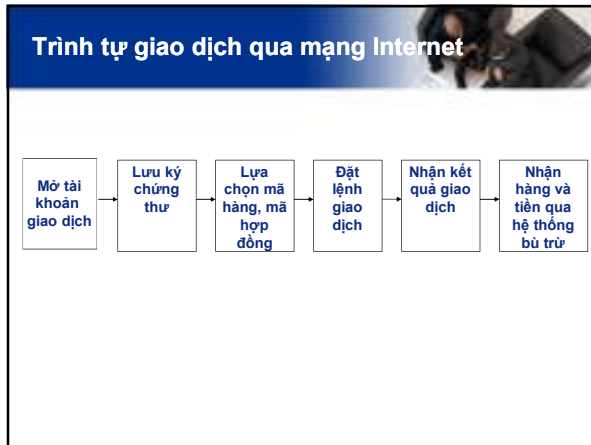 Trình tự giao dịch qua mạng Internet
Mở tài
khoản
giao dịch
Lưu ký
chứng
thư
Lựa
chọn mã
hàng, mã
hợp
đồng
Đặt
lệnh
giao
dịch
Nhận kết
quả giao
dịch
Nhận
hàng và
tiền qua
hệ thống
bù trừ